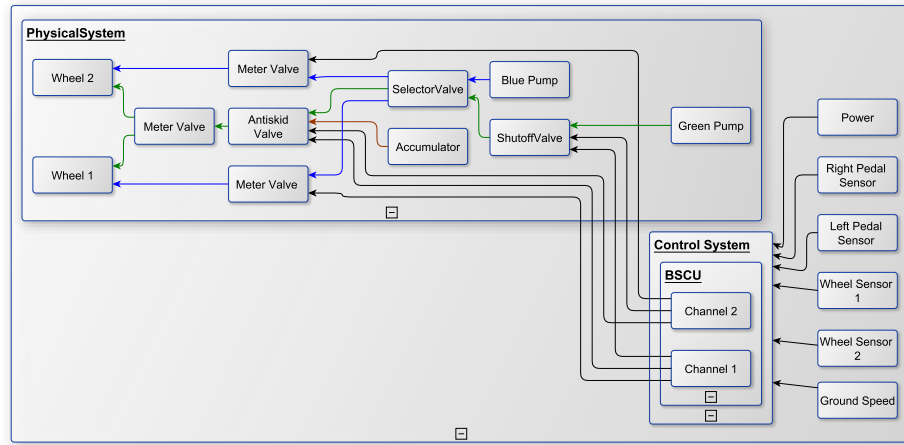 PhysicalSystem
Wheel 2
Meter Valve
SelectorValve
Blue Pump
Meter Valve
Antiskid
Valve
Accumulator
ShutoffValve
Green Pump
Wheel 1
Meter Valve
Power
Right Pedal
Sensor
Left Pedal
Sensor
Control System
BSCU
Channel 2
Channel 1
Wheel Sensor
1
Wheel Sensor
2
Ground Speed